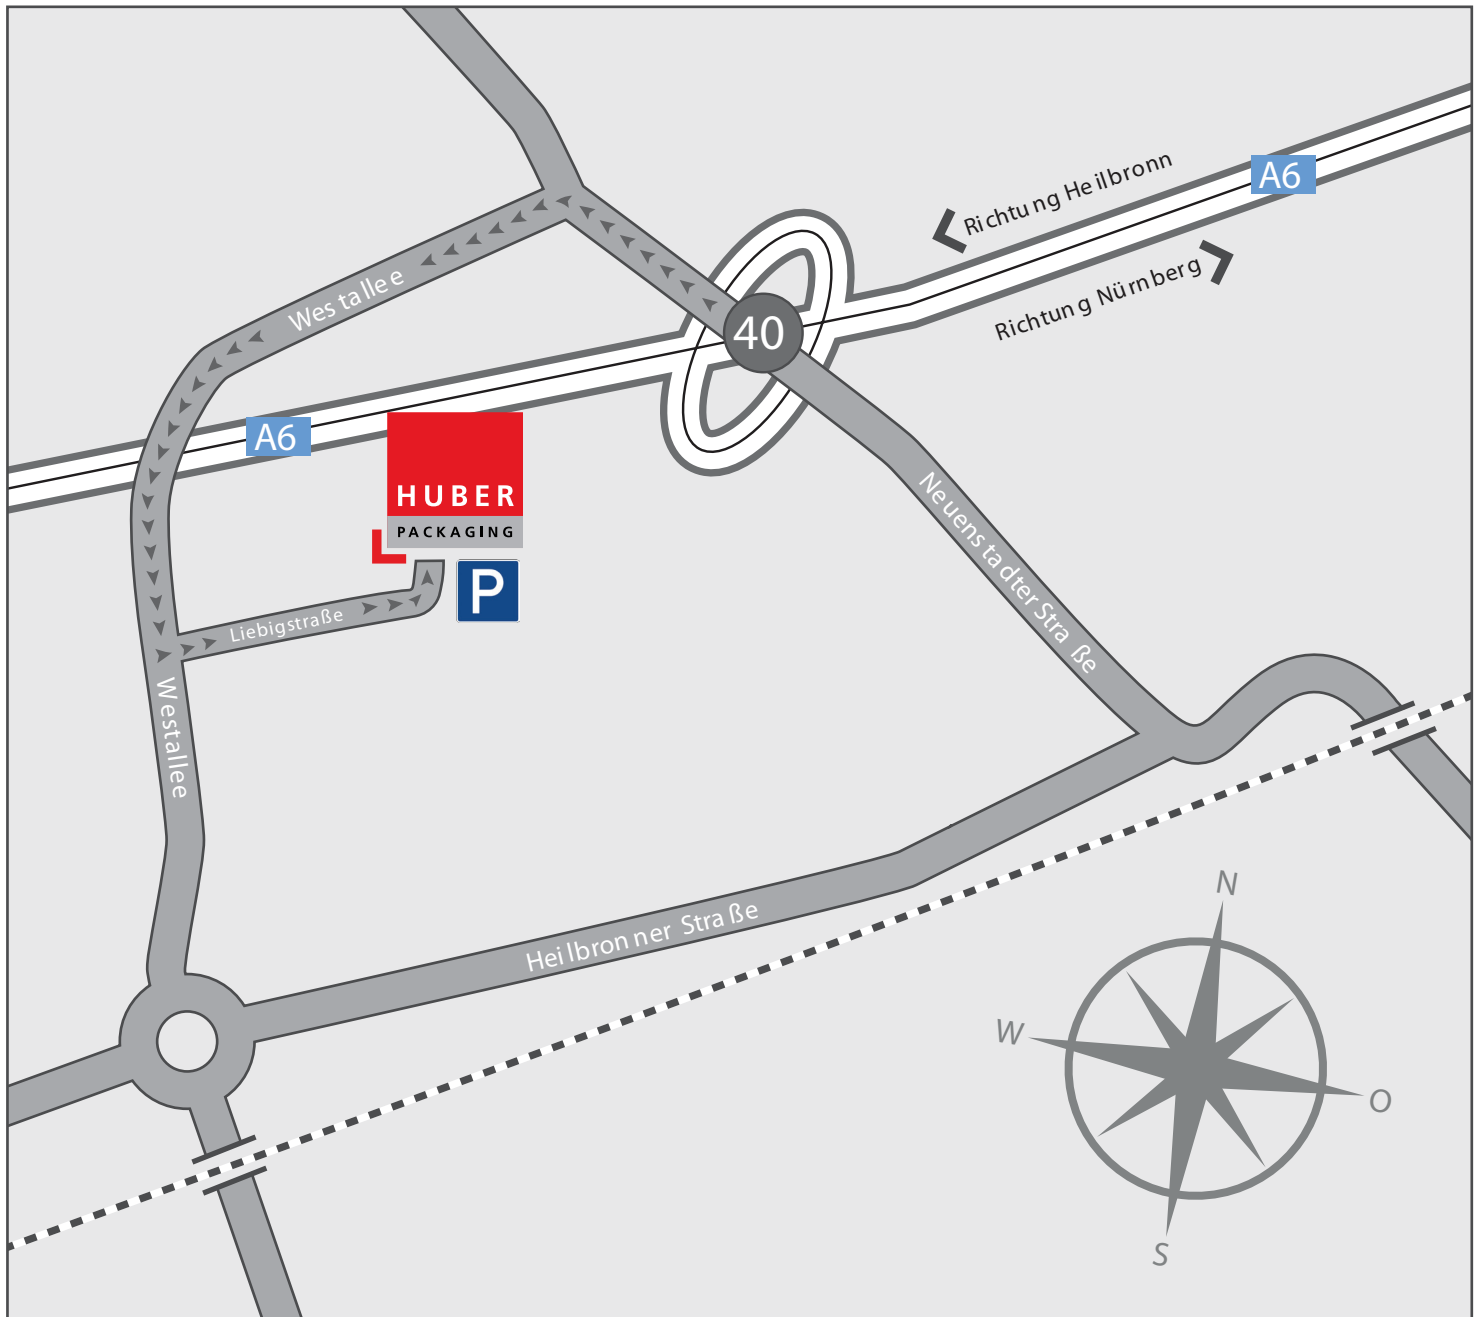 A6
Richtung Heilbronn
Richtung Nürnberg
Westallee
40
A6
HUBER
PACKAGING
P
Neuenstadter Straße
Liebigstraße
Westallee
Heilbronner Straße
N
W
O
S